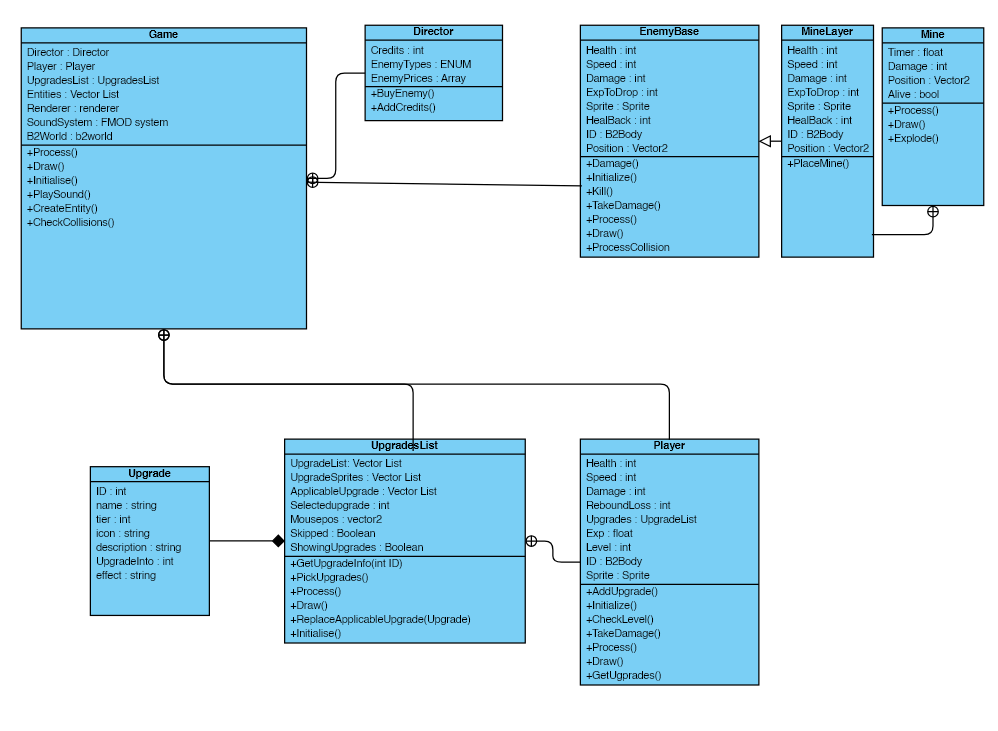 Game
Director : Director
Player : Player
UpgradesList : UpgradesList
Entities : Vector List
Renderer : renderer
SoundSystem : FMOD system
B2World : b2world
+Process()
+Draw()
+Initialise()
+PlaySound()
+CreateEntity()
+CheckCollisions()
Director
Credits : int
EnemyTypes : ENUM
EnemyPrices : Array
+BuyEnemy()
+AddCredits()
EnemyBase
Health : int
Speed : int
Damage : int
ExpToDrop : int
Sprite : Sprite
HealBack : int
ID : B2Body
Position : Vector2
+Damage()
+Initialize()
+Kill()
+TakeDamage()
+Process()
+Draw()
+ProcessCollision
MineLayer
Health : int
Speed : int
Damage : int
ExpToDrop : int
Sprite : Sprite
HealBack : int
ID : B2Body
Position : Vector2
+PlaceMine()
Mine
Timer : float
Damage : int
Position : Vector2
Alive : bool
+Process()
+Draw()
+Explode()
Upgrade
ID : int
name : string
tier : int
icon : string
description : string
UpgradeInto : int
effect : string
UpgradesList
UpgradeList: Vector List
UpgradeSprites : Vector List
ApplicableUpgrade : Vector List
Selectedupgrade : int
Mousepos : vector2
Skipped : Boolean
ShowingUpgrades : Boolean
+GetUpgradeInfo(int ID)
+PickUpgrades()
+Process()
+Draw()
+ReplaceApplicableUpgrade(Upgrade)
+Initialise()
Player
Health : int
Speed : int
Damage : int
ReboundLoss : int
Upgrades : UpgradeList
Exp : float
Level : int
ID : B2Body
Sprite : Sprite
+AddUpgrade()
+Initialize()
+CheckLevel()
+TakeDamage()
+Process()
+Draw()
+GetUgprades()